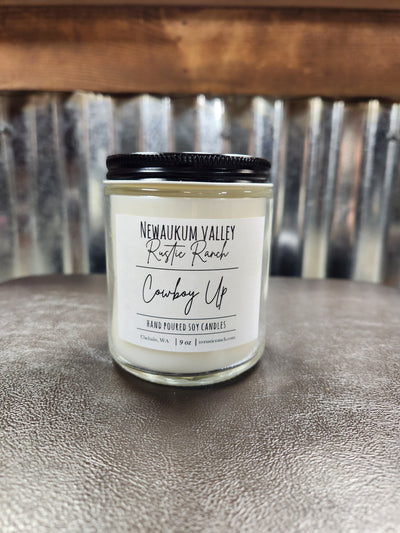 NEWAUKUM VALLEY
Rustic Ranch
Cowboy Up
HAND POURED SOY CANDLES
Chehalis, WA | 9 oz |